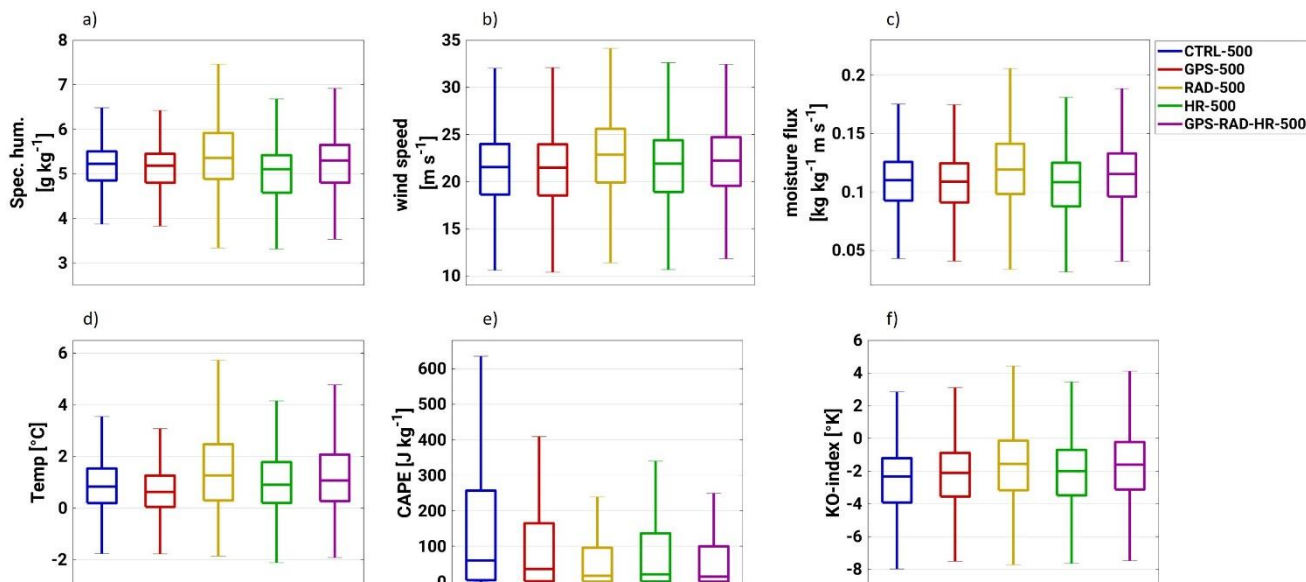 a)
Spec. hum.
[g kg⁻¹]
8
7
6
5
4
3
b)
wind speed
[m s⁻¹]
35
30
25
20
15
10
c)
moisture flux
[kg kg⁻¹ m s⁻¹]
0.2
0.15
0.1
0.05
CTRL-500
GPS-500
RAD-500
HR-500
GPS-RAD-HR-500
d)
Temp [°C]
6
4
2
0
-2
e)
CAPE [J kg⁻¹]
600
500
400
300
200
100
0
f)
KO-index [°K]
6
4
2
0
-2
-4
-6
-8